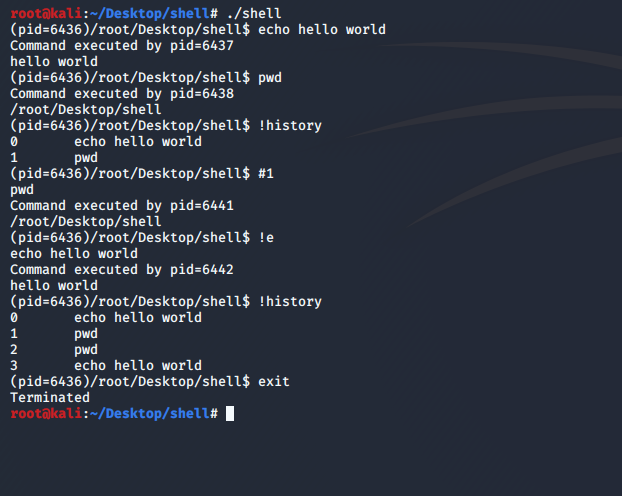 root@kali:~/Desktop/shell# ./shell
(pid=6436)/root/Desktop/shell$ echo hello world
Command executed by pid=6437
hello world
(pid=6436)/root/Desktop/shell$ pwd
Command executed by pid=6438
/root/Desktop/shell
(pid=6436)/root/Desktop/shell$ !history
0       echo hello world
1       pwd
(pid=6436)/root/Desktop/shell$ #1
pwd
Command executed by pid=6441
/root/Desktop/shell
(pid=6436)/root/Desktop/shell$ !e
echo hello world
Command executed by pid=6442
hello world
(pid=6436)/root/Desktop/shell$ !history
0       echo hello world
1       pwd
2       pwd
3       echo hello world
(pid=6436)/root/Desktop/shell$ exit
Terminated
root@kali:~/Desktop/shell#